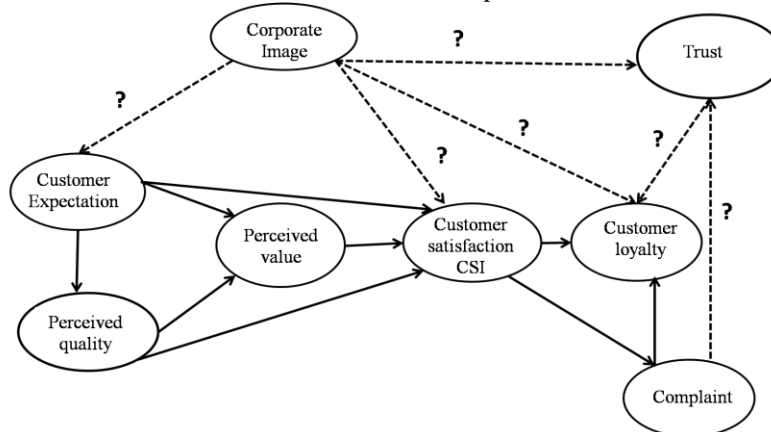 Corporate
Image
?
Trust
?
?
?
?
Customer
Expectation
?
Perceived
value
Customer
satisfaction
CSI
Customer
loyalty
Perceived
quality
Complaint